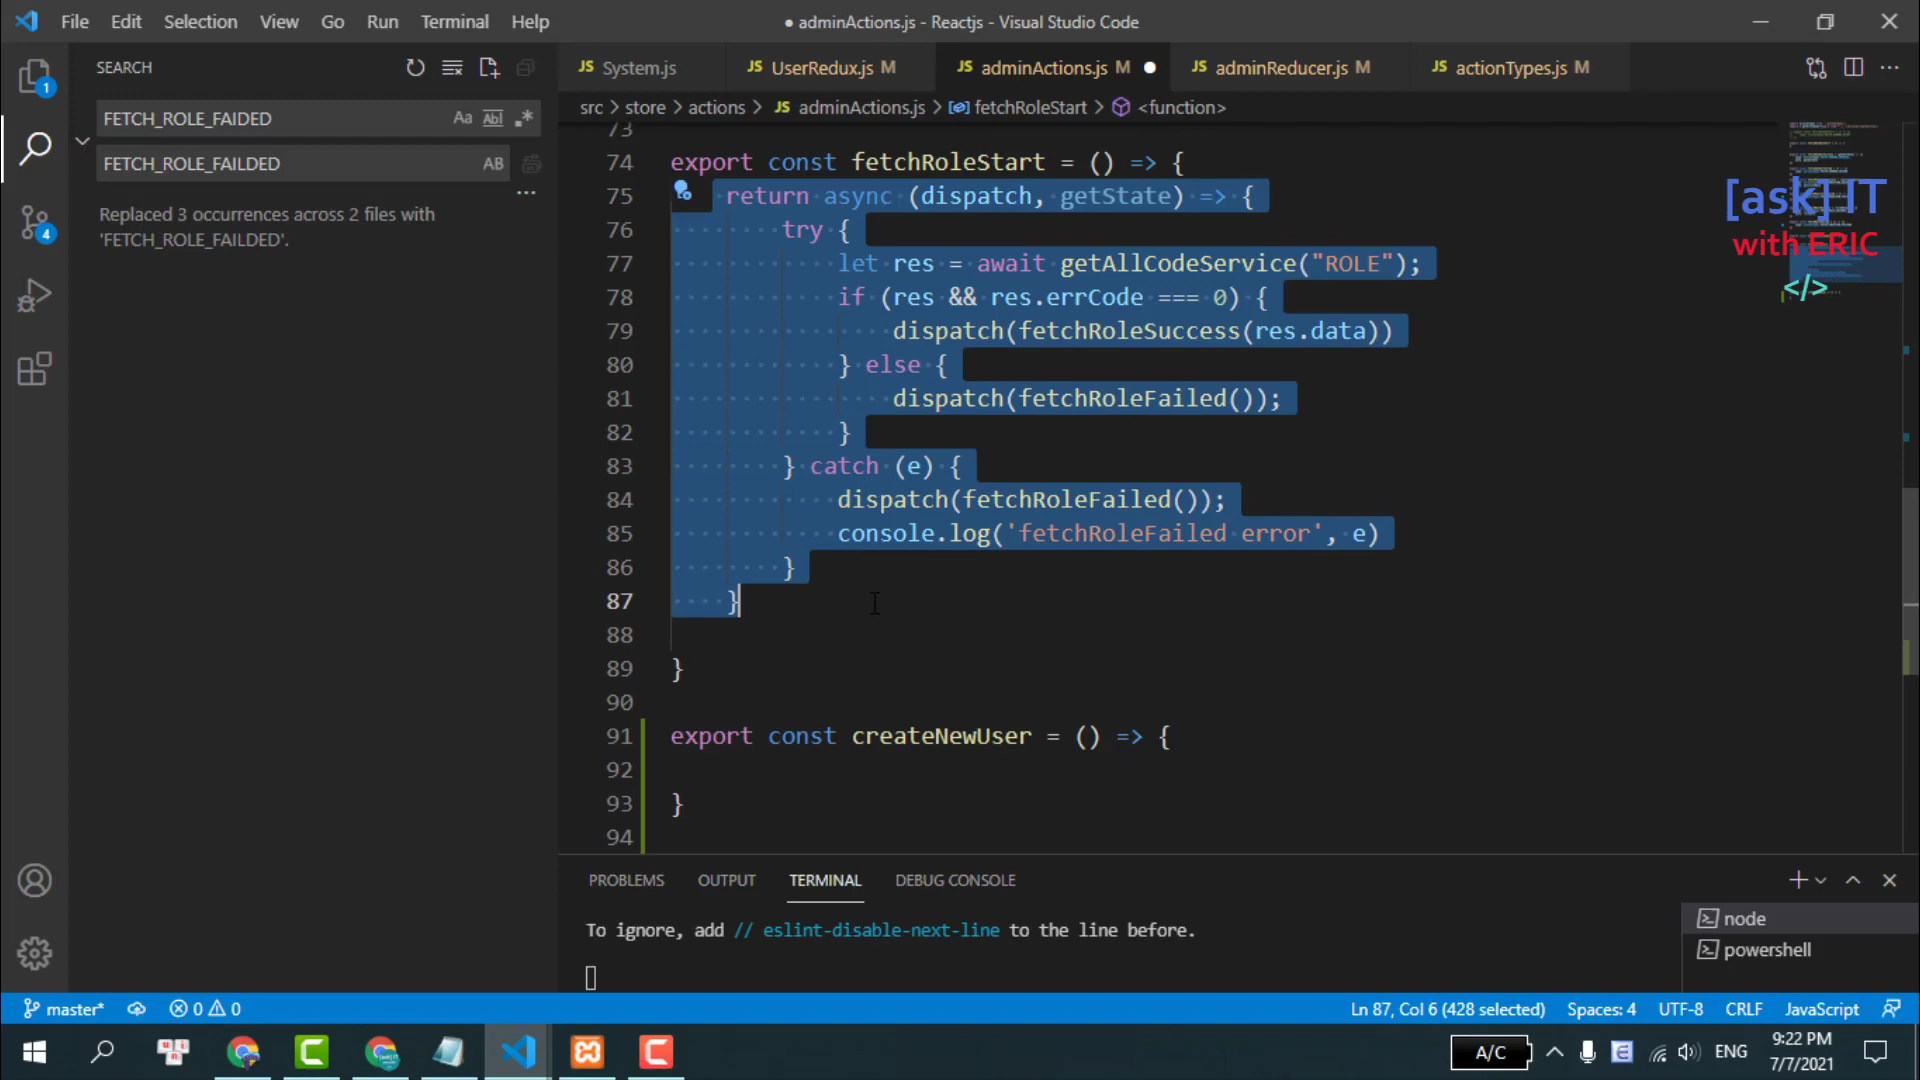 File Edit Selection View Go Run Terminal Help
● adminActions.js - Reactjs - Visual Studio Code
SEARCH
FETCH_ROLE_FAIDED
Aa Abl .*
FETCH_ROLE_FAILDED
AB
Replaced 3 occurrences across 2 files with
'FETCH_ROLE_FAILDED'.
1
4
JS System.js
JS UserRedux.js M
JS adminActions.js M ●
JS adminReducer.js M
JS actionTypes.js M
src > store > actions > JS adminActions.js > fetchRoleStart > <function>
73
74 export const fetchRoleStart = () => {
75 return async (dispatch, getState) => {
76 try {
77 let res = await getAllCodeService("ROLE");
78 if (res && res.errCode === 0) {
79 dispatch(fetchRoleSuccess(res.data))
80 } else {
81 dispatch(fetchRoleFailed());
82 }
83 } catch (e) {
84 dispatch(fetchRoleFailed());
85 console.log('fetchRoleFailed error', e)
86 }
87 }
88
89 }
90
91 export const createNewUser = () => {
92
93 }
94
[ask] IT
with ERIC
</>
PROBLEMS OUTPUT TERMINAL DEBUG CONSOLE
To ignore, add // eslint-disable-next-line to the line before.
node
powershell
master* 0 0
Ln 87, Col 6 (428 selected) Spaces: 4 UTF-8 CRLF JavaScript
A/C
ENG
9:22 PM
7/7/2021